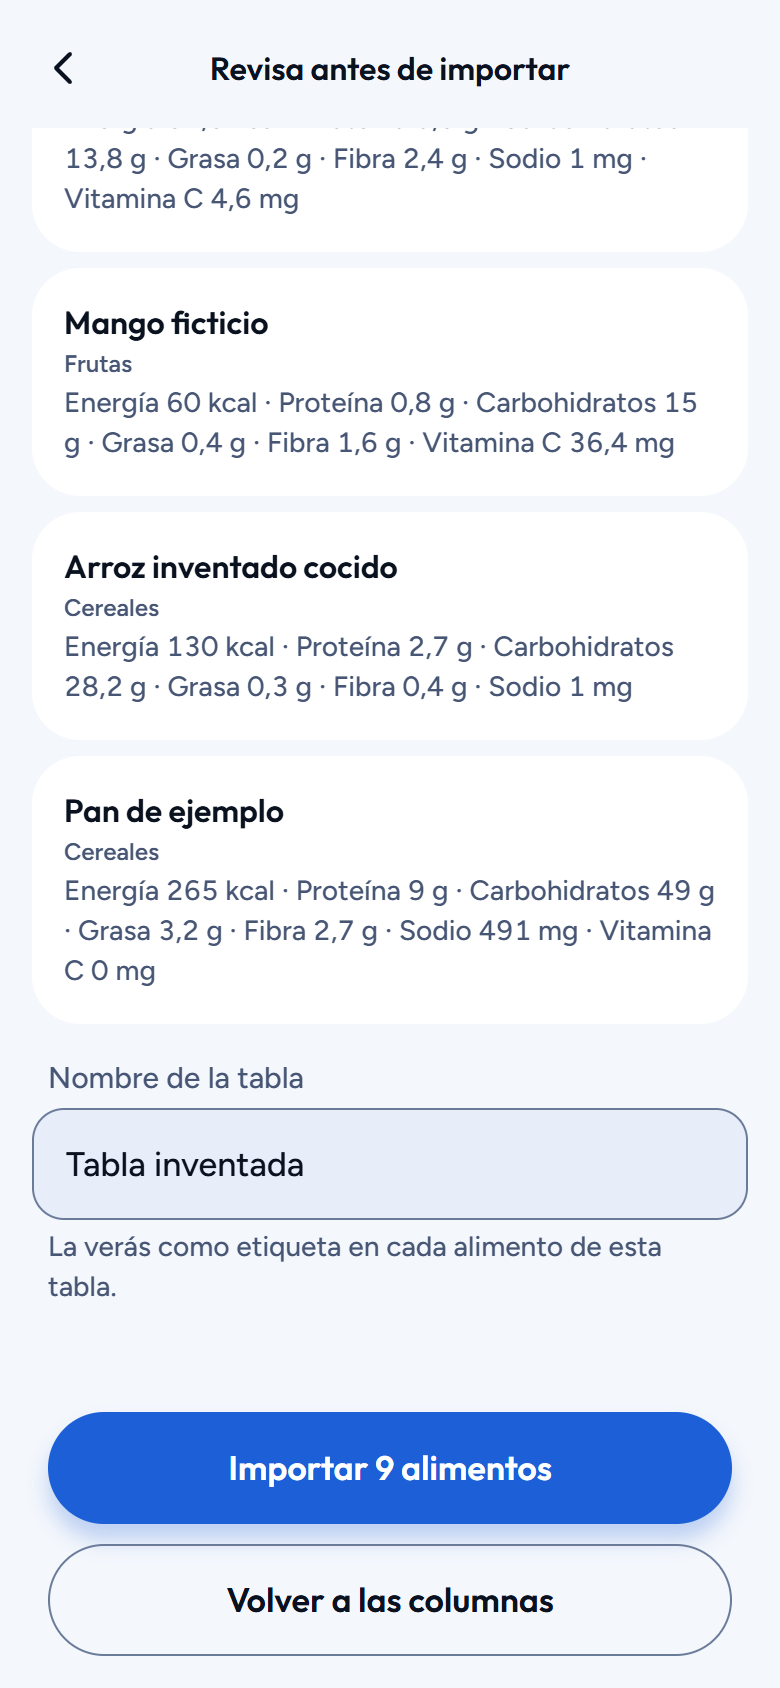 Revisa antes de importar
13,8 g · Grasa 0,2 g · Fibra 2,4 g · Sodio 1 mg ·
Vitamina C 4,6 mg
Mango ficticio
Frutas
Energía 60 kcal · Proteína 0,8 g · Carbohidratos 15
g · Grasa 0,4 g · Fibra 1,6 g · Vitamina C 36,4 mg
Arroz inventado cocido
Cereales
Energía 130 kcal · Proteína 2,7 g · Carbohidratos
28,2 g · Grasa 0,3 g · Fibra 0,4 g · Sodio 1 mg
Pan de ejemplo
Cereales
Energía 265 kcal · Proteína 9 g · Carbohidratos 49 g
· Grasa 3,2 g · Fibra 2,7 g · Sodio 491 mg · Vitamina
C 0 mg
Nombre de la tabla
Tabla inventada
La verás como etiqueta en cada alimento de esta
tabla.
Importar 9 alimentos
Volver a las columnas